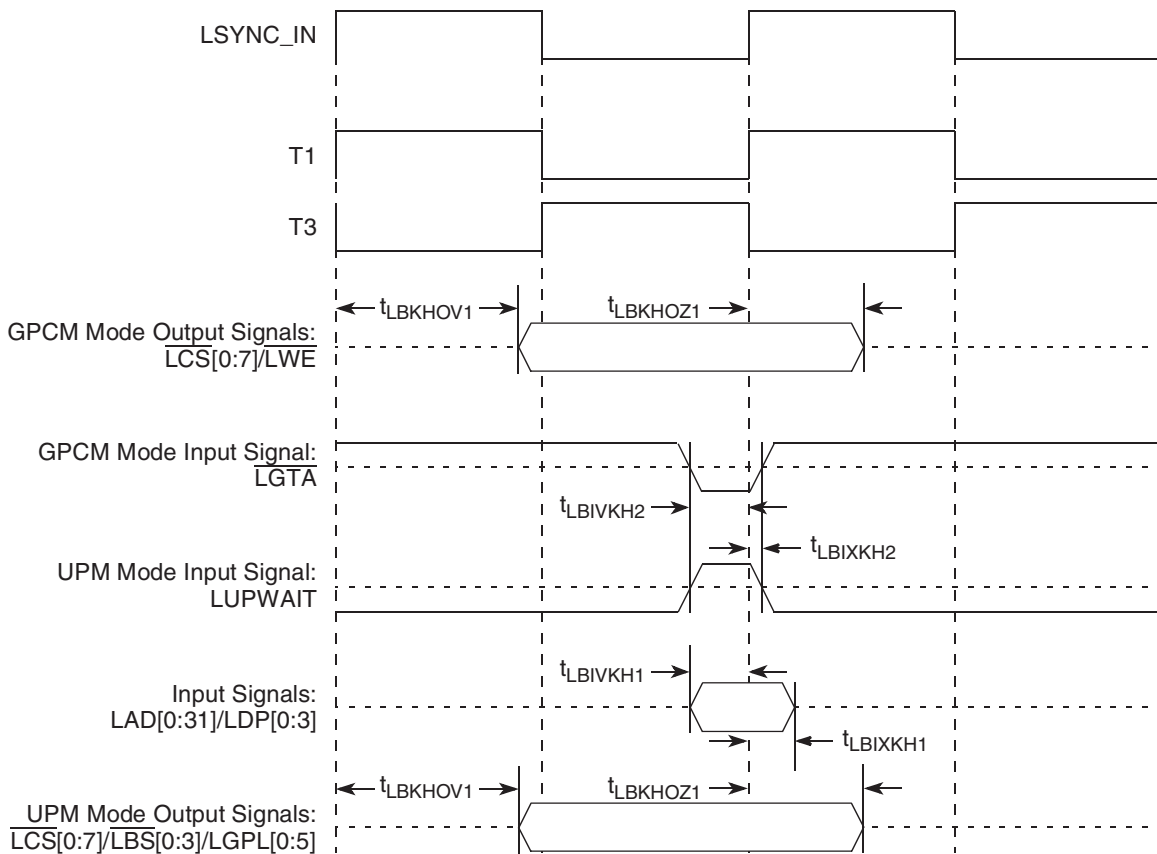 LSYNC_IN
T1
T3
tLBKHOV1
tLBKHOZ1
GPCM Mode Output Signals:
LCS[0:7]/LWE
GPCM Mode Input Signal:
LGTA
tLBIVKH2
tLBIXKH2
UPM Mode Input Signal:
LUPWAIT
tLBIVKH1
Input Signals:
LAD[0:31]/LDP[0:3]
tLBIXKH1
tLBKHOV1
tLBKHOZ1
UPM Mode Output Signals:
LCS[0:7]/LBS[0:3]/LGPL[0:5]